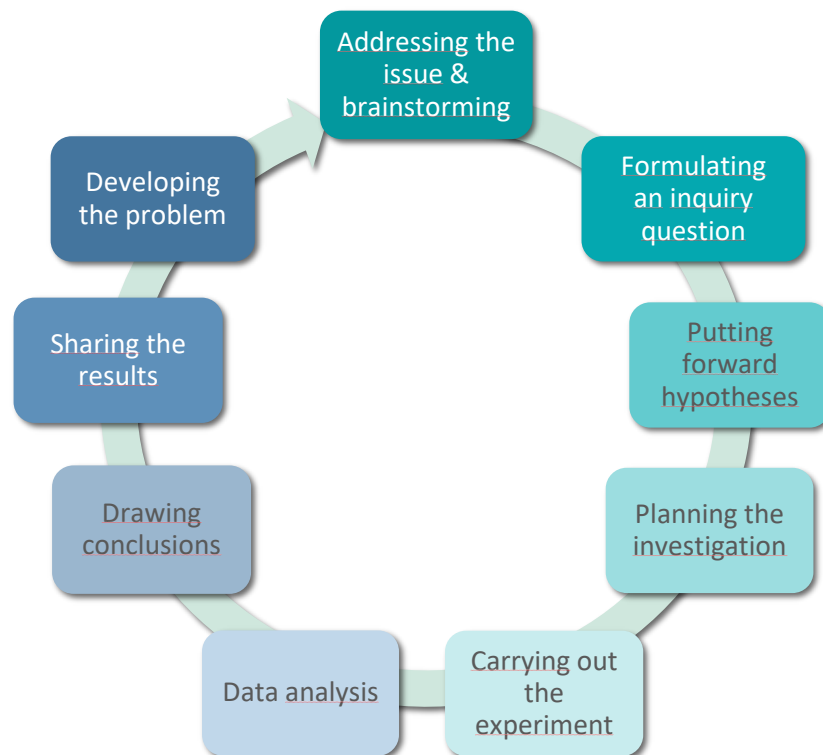 Addressing the
issue &
brainstorming
Formulating
an inquiry
question
Putting
forward
hypotheses
Planning the
investigation
Carrying out
the
experiment
Data analysis
Drawing
conclusions
Sharing the
results
Developing
the problem